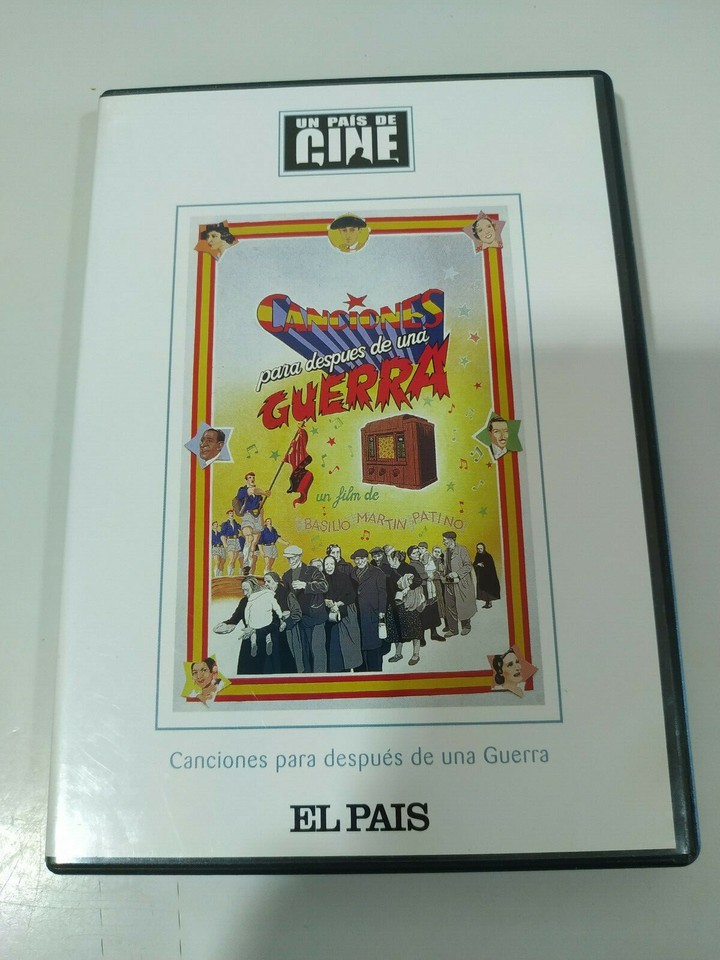 UN PAÍS DE
CINE
CANCIONES
para despues de una
GUERRA
un film de
BASILIO MARTIN PATINO
Canciones para después de una Guerra
EL PAIS